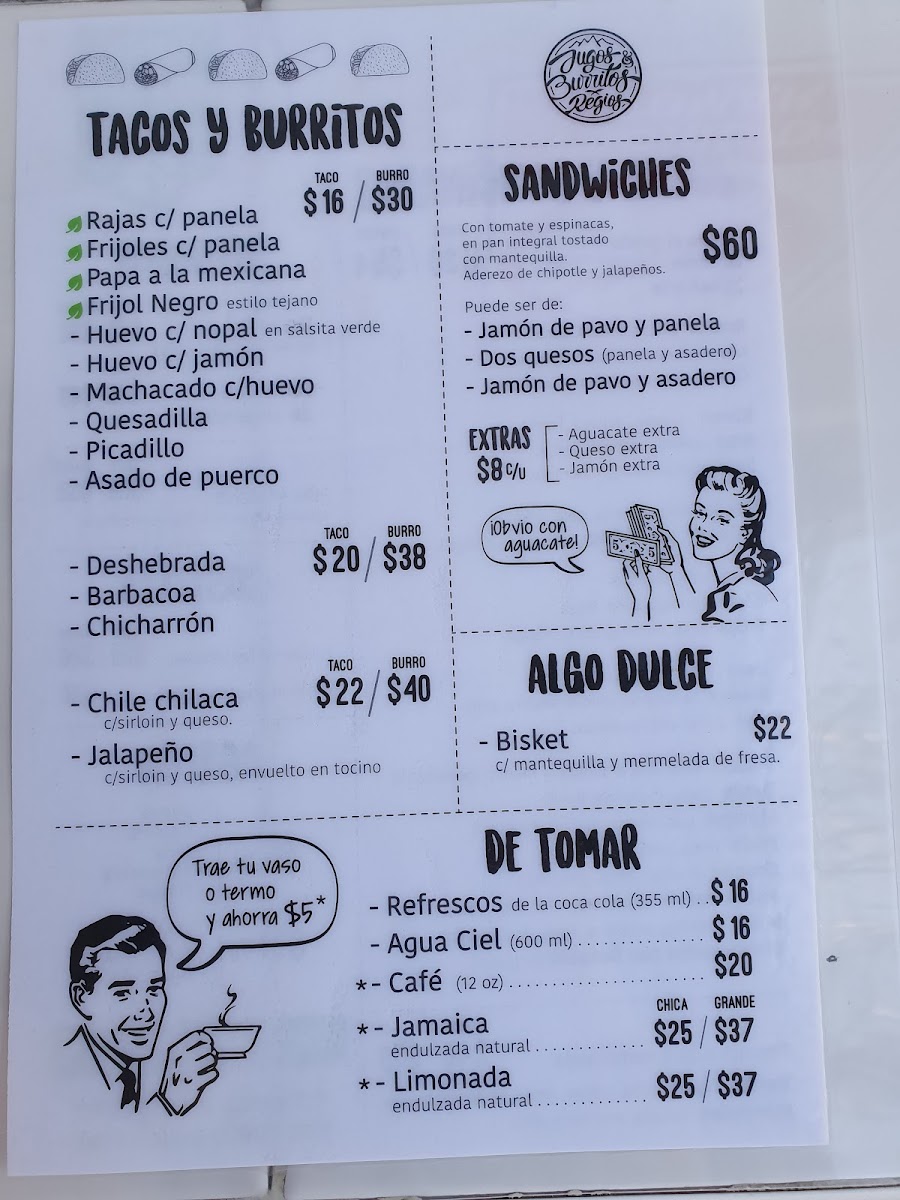 TACOS Y BURRITOS
TACO BURRO
$16 / $30
Rajas c/ panela
Frijoles c/ panela
Papa a la mexicana
Frijol Negro estilo tejano
- Huevo c/ nopal en salsita verde
- Huevo c/ jamón
- Machacado c/huevo
- Quesadilla
- Picadillo
- Asado de puerco
TACO BURRO
$20 / $38
- Deshebrada
- Barbacoa
- Chicharrón
TACO BURRO
$22 / $40
- Chile chilaca
c/sirloin y queso.
- Jalapeño
c/sirloin y queso, envuelto en tocino
Jugos &
Burritos
Regios
SANDWICHES
Con tomate y espinacas,
en pan integral tostado
con mantequilla.
Aderezo de chipotle y jalapeños.
$60
Puede ser de:
- Jamón de pavo y panela
- Dos quesos (panela y asadero)
- Jamón de pavo y asadero
EXTRAS
$8 c/u
- Aguacate extra
- Queso extra
- Jamón extra
¡Obvio con
aguacate!
ALGO DULCE
- Bisket $22
c/ mantequilla y mermelada de fresa.
Trae tu vaso
o termo
y ahorra $5*
DE TOMAR
- Refrescos de la coca cola (355 ml) .. $16
- Agua Ciel (600 ml) ................ $16
*- Café (12 oz) ........................ $20
CHICA GRANDE
*- Jamaica
endulzada natural ............. $25 / $37
*- Limonada
endulzada natural ............. $25 / $37